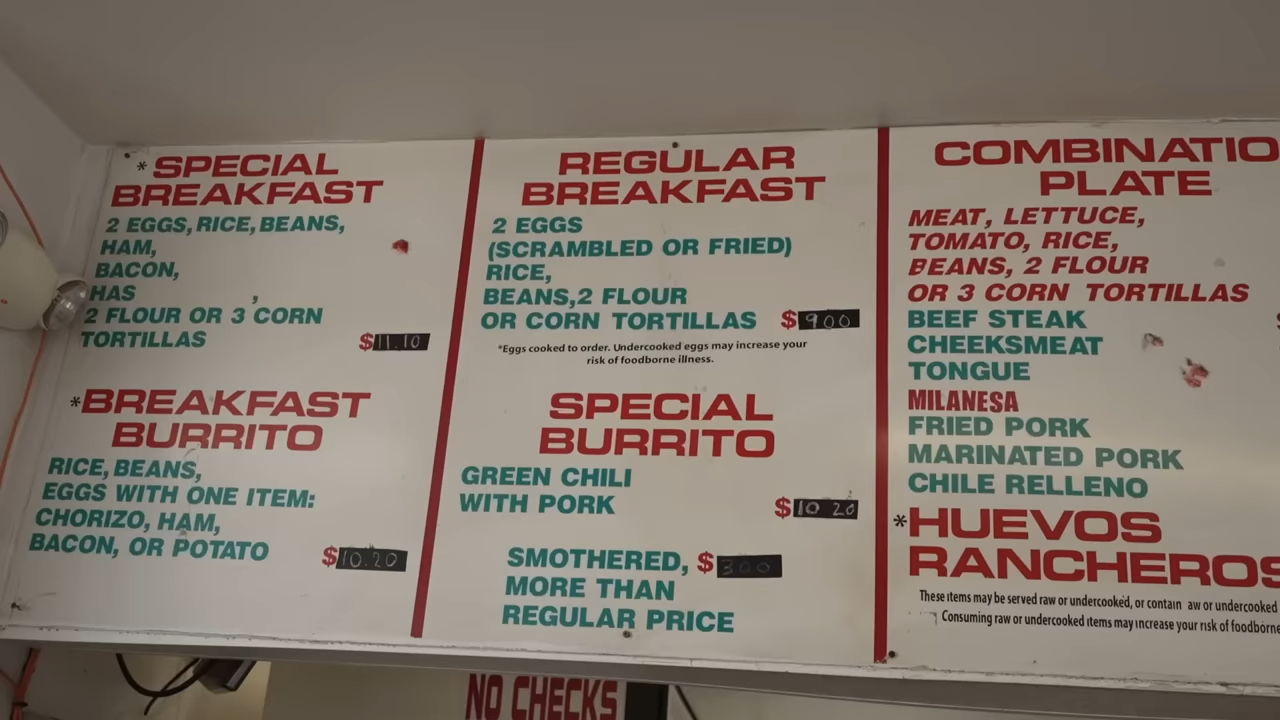 * SPECIAL
BREAKFAST
2 EGGS, RICE, BEANS,
HAM,
BACON,
HAS ,
2 FLOUR OR 3 CORN
TORTILLAS $11.10
*BREAKFAST
BURRITO
RICE, BEANS,
EGGS WITH ONE ITEM:
CHORIZO, HAM,
BACON, OR POTATO $10.20
REGULAR
BREAKFAST
2 EGGS
(SCRAMBLED OR FRIED)
RICE,
BEANS,2 FLOUR
OR CORN TORTILLAS $900
*Eggs cooked to order. Undercooked eggs may increase your
risk of foodborne illness.
SPECIAL
BURRITO
GREEN CHILI
WITH PORK $10 20
SMOTHERED, $300
MORE THAN
REGULAR PRICE
COMBINATIO
PLATE
MEAT, LETTUCE,
TOMATO, RICE,
BEANS, 2 FLOUR
OR 3 CORN TORTILLAS
BEEF STEAK
CHEEKSMEAT
TONGUE
MILANESA
FRIED PORK
MARINATED PORK
CHILE RELLENO
*HUEVOS
RANCHEROS
These items may be served raw or undercooked, or contain aw or undercooked
Consuming raw or undercooked items may increase your risk of foodborne
NO CHECKS